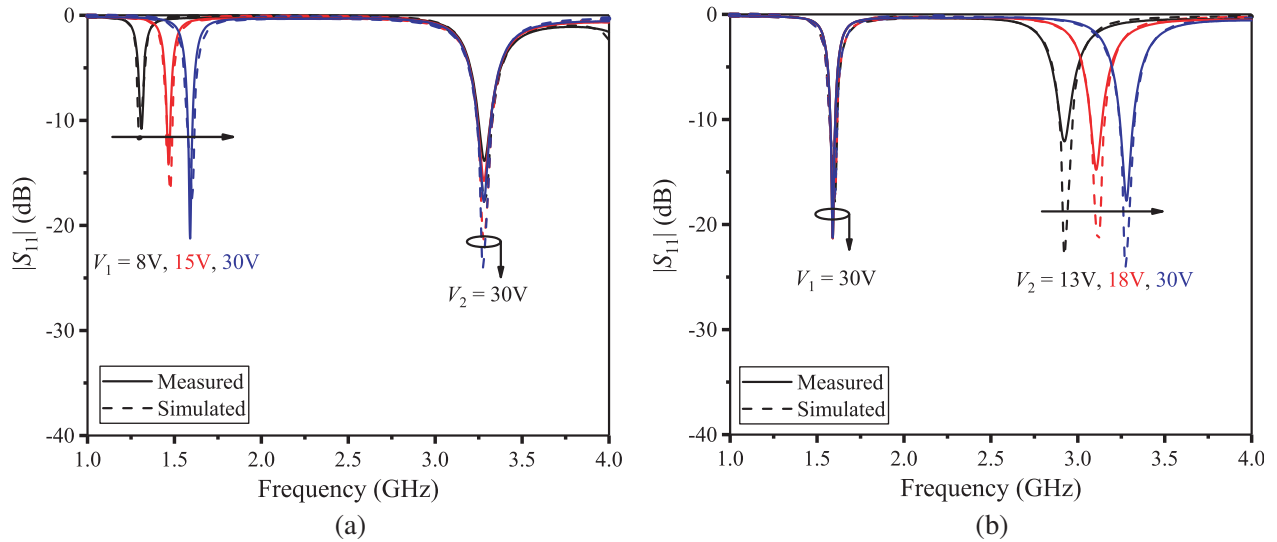 0
-10
-20
-30
-40
|S11| (dB)
V1 = 8V, 15V, 30V
V2 = 30V
Measured
Simulated
1.0 1.5 2.0 2.5 3.0 3.5 4.0
Frequency (GHz)
(a)
0
-10
-20
-30
-40
|S11| (dB)
V1 = 30V
V2 = 13V, 18V, 30V
Measured
Simulated
1.0 1.5 2.0 2.5 3.0 3.5 4.0
Frequency (GHz)
(b)